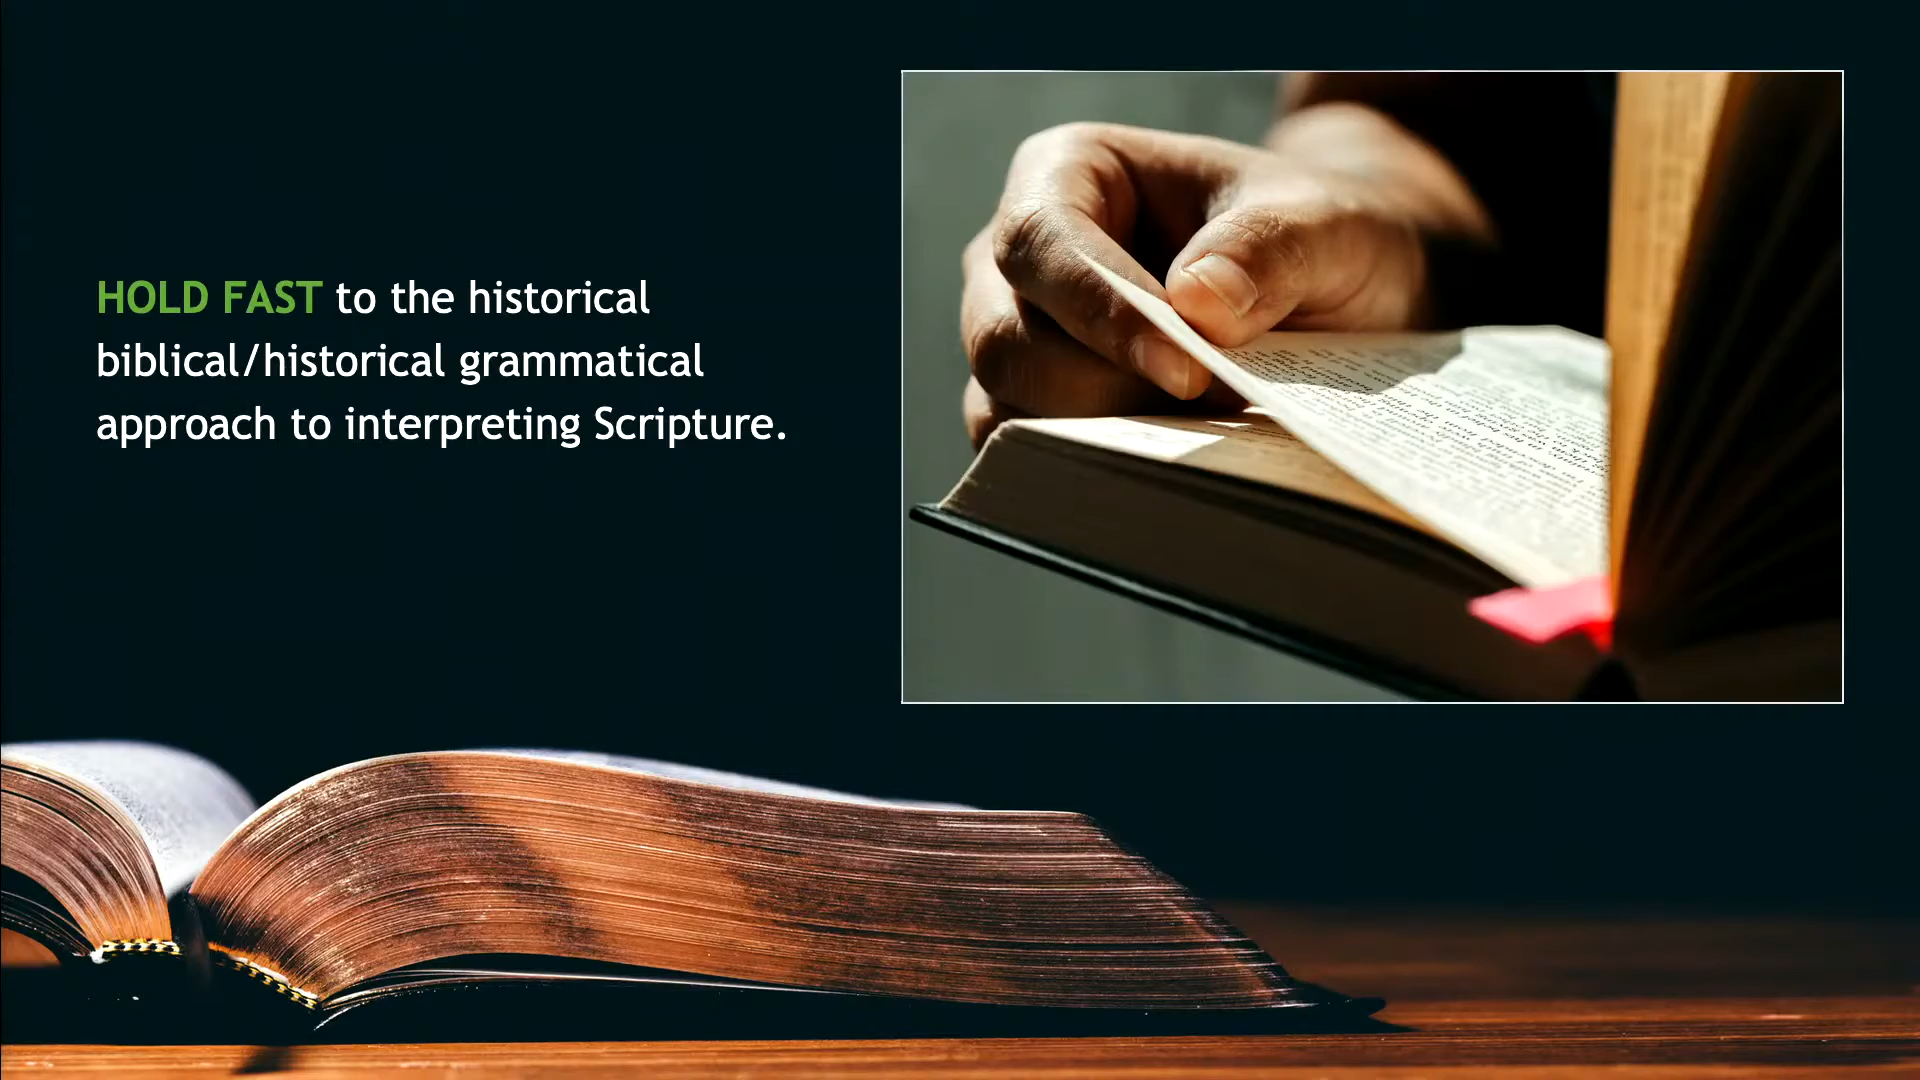 HOLD FAST to the historical
biblical/historical grammatical
approach to interpreting Scripture.